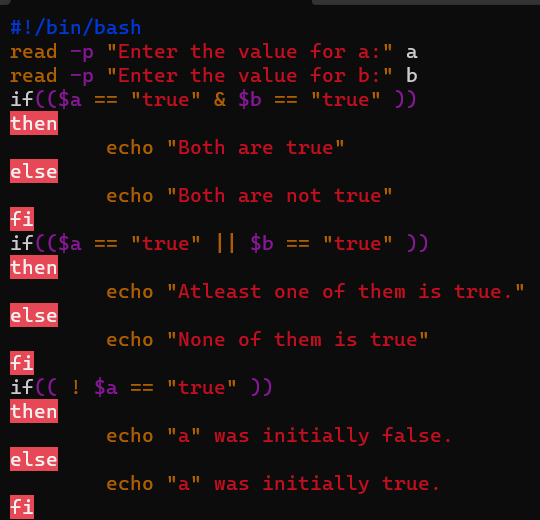 #!/bin/bash
read -p "Enter the value for a:" a
read -p "Enter the value for b:" b
if(($a == "true" & $b == "true" ))
then
        echo "Both are true"
else
        echo "Both are not true"
fi
if(($a == "true" || $b == "true" ))
then
        echo "Atleast one of them is true."
else
        echo "None of them is true"
fi
if(( ! $a == "true" ))
then
        echo "a" was initially false.
else
        echo "a" was initially true.
fi